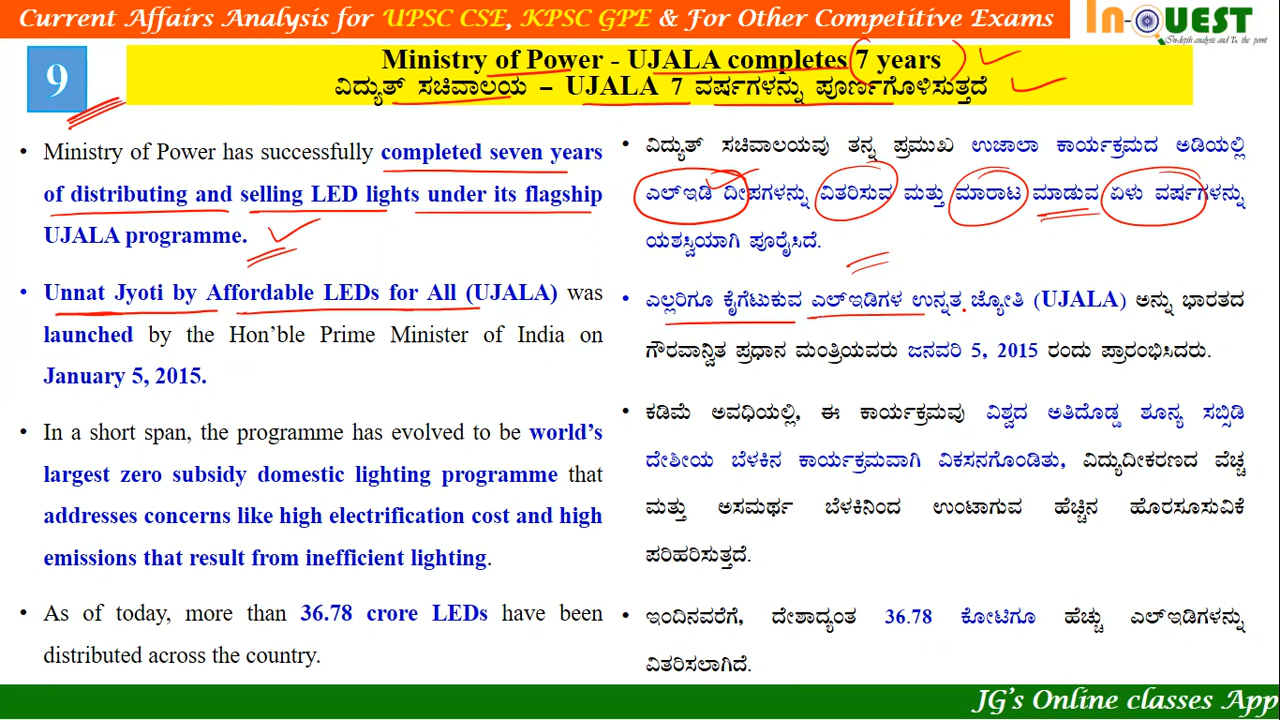 Current Affairs Analysis for UPSC CSE, KPSC GPE & For Other Competitive Exams
In-QUEST
In-depth analysis and To the point
9
Ministry of Power - UJALA completes 7 years
ವಿದ್ಯುತ್ ಸಚಿವಾಲಯ – UJALA 7 ವರ್ಷಗಳನ್ನು ಪೂರ್ಣಗೊಳಿಸುತ್ತದೆ
• Ministry of Power has successfully completed seven years
of distributing and selling LED lights under its flagship
UJALA programme.
• Unnat Jyoti by Affordable LEDs for All (UJALA) was
launched by the Hon’ble Prime Minister of India on
January 5, 2015.
• In a short span, the programme has evolved to be world’s
largest zero subsidy domestic lighting programme that
addresses concerns like high electrification cost and high
emissions that result from inefficient lighting.
• As of today, more than 36.78 crore LEDs have been
distributed across the country.
• ವಿದ್ಯುತ್ ಸಚಿವಾಲಯವು ತನ್ನ ಪ್ರಮುಖ ಉಜಾಲಾ ಕಾರ್ಯಕ್ರಮದ ಅಡಿಯಲ್ಲಿ
ಎಲ್ಇಡಿ ದೀಪಗಳನ್ನು ವಿತರಿಸುವ ಮತ್ತು ಮಾರಾಟ ಮಾಡುವ ಏಳು ವರ್ಷಗಳನ್ನು
ಯಶಸ್ವಿಯಾಗಿ ಪೂರೈಸಿದೆ.
• ಎಲ್ಲರಿಗೂ ಕೈಗೆಟುಕುವ ಎಲ್ಇಡಿಗಳ ಉನ್ನತ ಜ್ಯೋತಿ (UJALA) ಅನ್ನು ಭಾರತದ
ಗೌರವಾನ್ವಿತ ಪ್ರಧಾನ ಮಂತ್ರಿಯವರು ಜನವರಿ 5, 2015 ರಂದು ಪ್ರಾರಂಭಿಸಿದರು.
• ಕಡಿಮೆ ಅವಧಿಯಲ್ಲಿ, ಈ ಕಾರ್ಯಕ್ರಮವು ವಿಶ್ವದ ಅತಿದೊಡ್ಡ ಶೂನ್ಯ ಸಬ್ಸಿಡಿ
ದೇಶೀಯ ಬೆಳಕಿನ ಕಾರ್ಯಕ್ರಮವಾಗಿ ವಿಕಸನಗೊಂಡಿತು, ವಿದ್ಯುದೀಕರಣದ ವೆಚ್ಚ
ಮತ್ತು ಅಸಮರ್ಥ ಬೆಳಕಿನಿಂದ ಉಂಟಾಗುವ ಹೆಚ್ಚಿನ ಹೊರಸೂಸುವಿಕೆ
ಪರಿಹರಿಸುತ್ತದೆ.
• ಇಂದಿನವರೆಗೆ, ದೇಶಾದ್ಯಂತ 36.78 ಕೋಟಿಗೂ ಹೆಚ್ಚು ಎಲ್ಇಡಿಗಳನ್ನು
ವಿತರಿಸಲಾಗಿದೆ.
JG's Online classes App